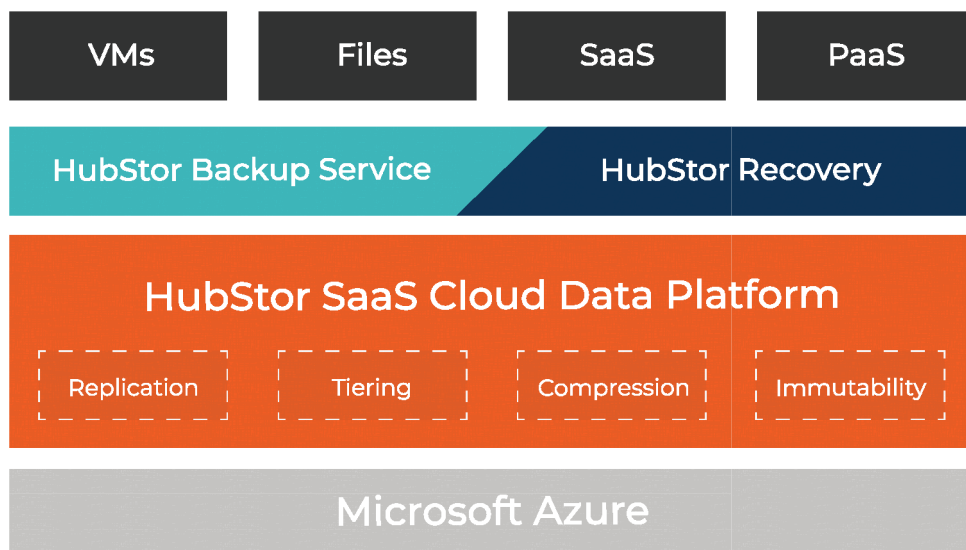 VMs
Files
SaaS
PaaS
HubStor Backup Service
HubStor Recovery
HubStor SaaS Cloud Data Platform
Replication
Tiering
Compression
Immutability
Microsoft Azure